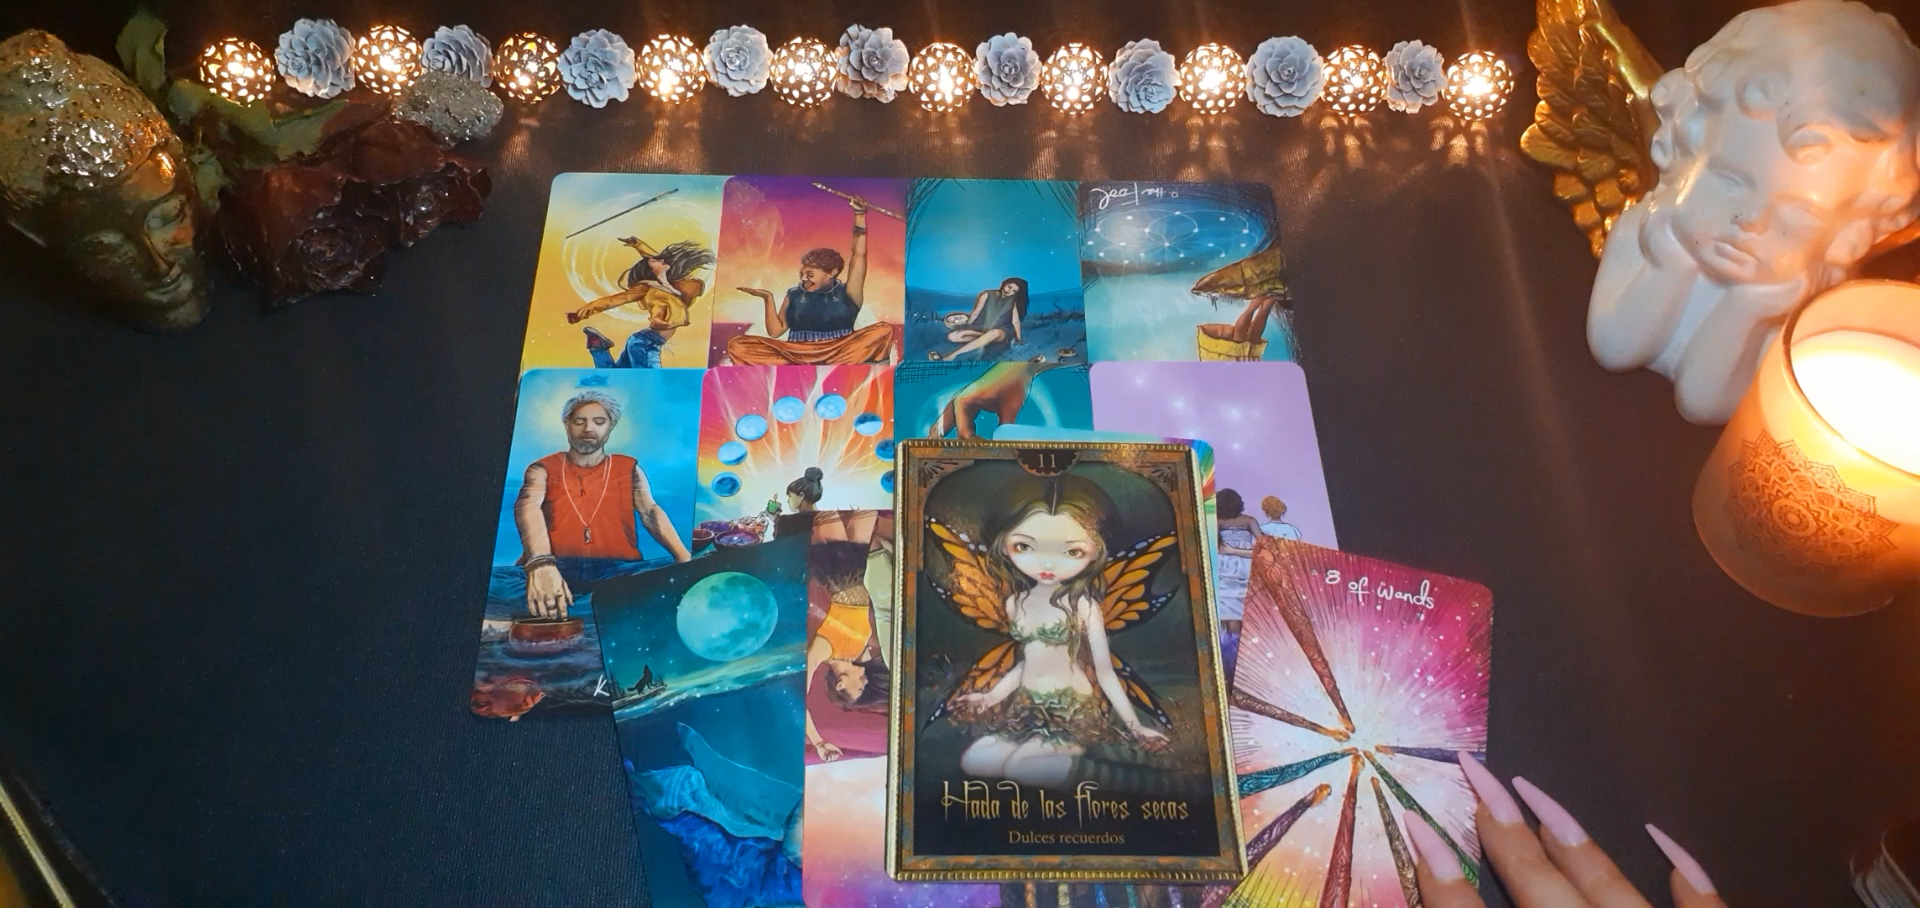 11
8 of Wands
Hada de las flores secas
Dulces recuerdos